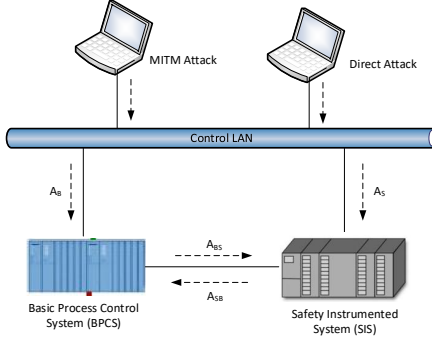 MITM Attack
Direct Attack
Control LAN
AB
AS
ABS
ASB
Basic Process Control
System (BPCS)
Safety Instrumented
System (SIS)